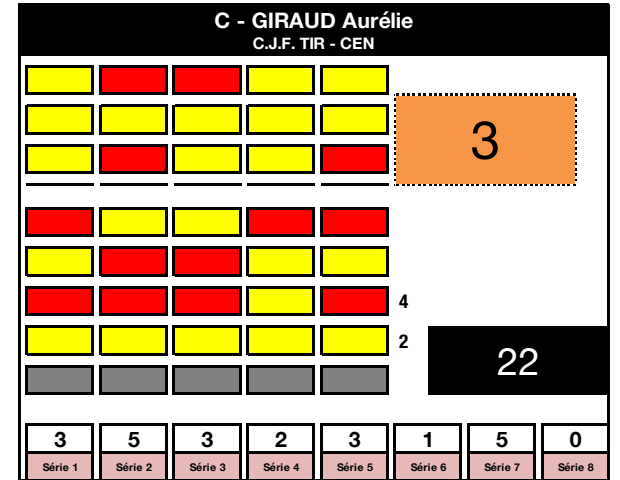 C - GIRAUD Aurélie
C.J.F. TIR - CEN
3
4
2
22
3 5 3 2 3 1 5 0
Série 1 Série 2 Série 3 Série 4 Série 5 Série 6 Série 7 Série 8